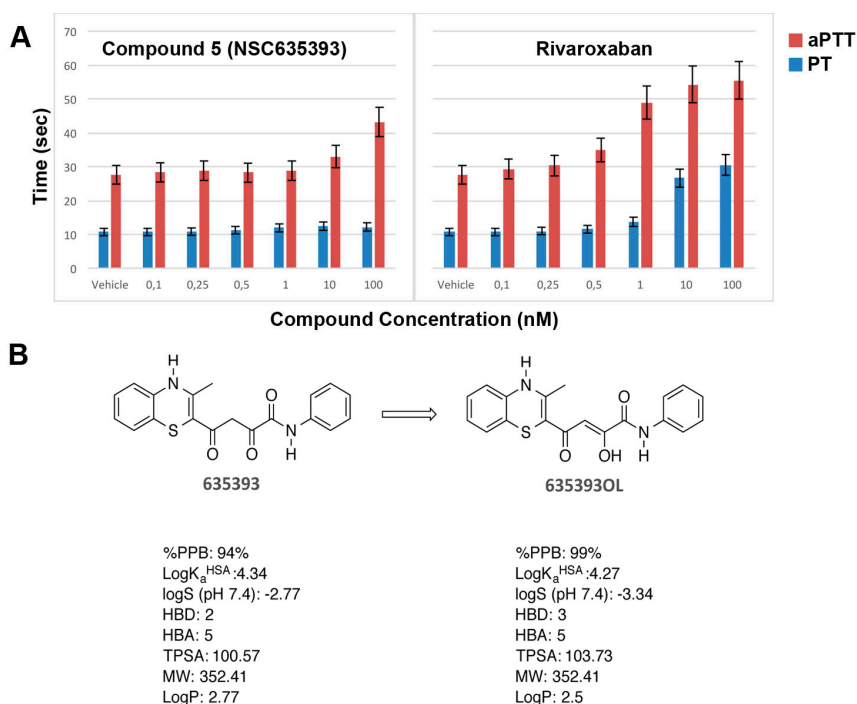 A
Compound 5 (NSC635393)
Rivaroxaban
aPTT
PT
Time (sec)
70
60
50
40
30
20
10
0
Vehicle 0,1 0,25 0,5 1 10 100
Vehicle 0,1 0,25 0,5 1 10 100
Compound Concentration (nM)
B
H
N
S
O
O
O
N
H
635393
H
N
S
O
OH
O
N
H
635393OL
%PPB: 94%
LogKₐᴴˢᴬ :4.34
logS (pH 7.4): -2.77
HBD: 2
HBA: 5
TPSA: 100.57
MW: 352.41
LogP: 2.77
%PPB: 99%
LogKₐᴴˢᴬ :4.27
logS (pH 7.4): -3.34
HBD: 3
HBA: 5
TPSA: 103.73
MW: 352.41
LogP: 2.5